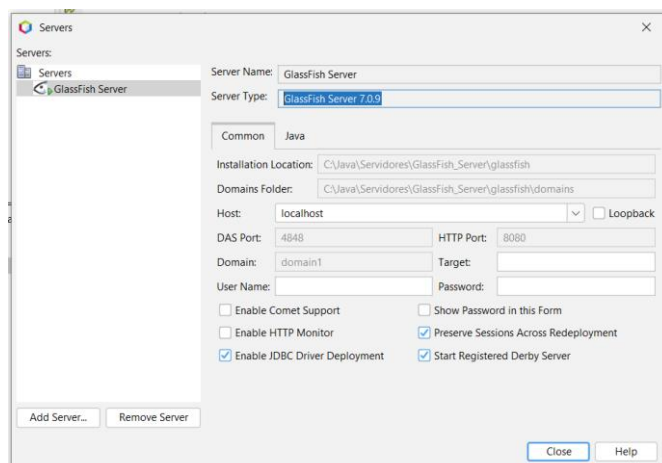 Servers
Servers:
Servers
GlassFish Server
Server Name: GlassFish Server
Server Type: GlassFish Server 7.0.9
Common Java
Installation Location: C:\Java\Servidores\GlassFish_Server\glassfish
Domains Folder: C:\Java\Servidores\GlassFish_Server\glassfish\domains
Host: localhost Loopback
DAS Port: 4848 HTTP Port: 8080
Domain: domain1 Target:
User Name: Password:
Enable Comet Support Show Password in this Form
Enable HTTP Monitor Preserve Sessions Across Redeployment
Enable JDBC Driver Deployment Start Registered Derby Server
Add Server... Remove Server
Close Help